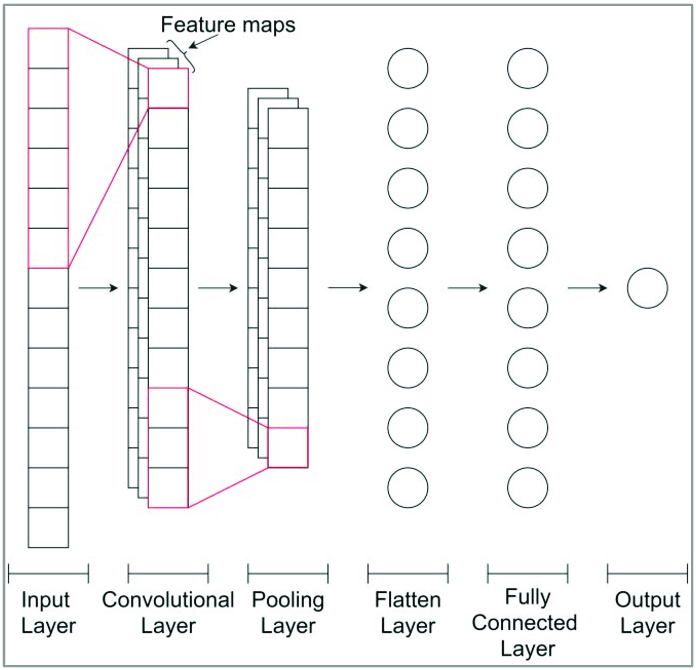 Feature maps
Input
Layer
Convolutional
Layer
Pooling
Layer
Flatten
Layer
Fully
Connected
Layer
Output
Layer